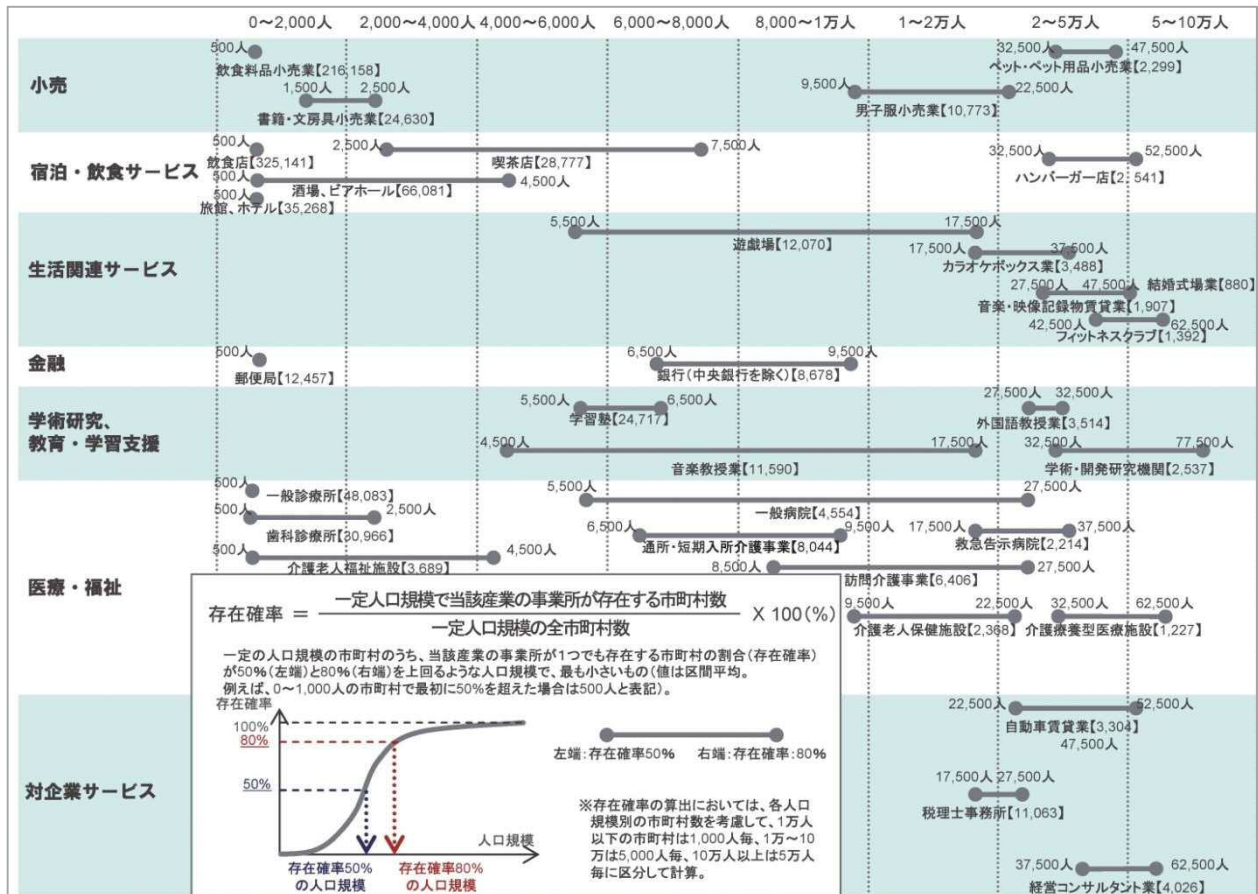 0～2,000人 2,000～4,000人 4,000～6,000人 6,000～8,000人 8,000～1万人 1～2万人 2～5万人 5～10万人
小売
500人
飲食料品小売業【216,158】
1,500人 2,500人
書籍・文房具小売業【24,630】
9,500人 22,500人
男子服小売業【10,773】
32,500人 47,500人
ペット・ペット用品小売業【2,299】
宿泊・飲食サービス
500人
飲食店【325,141】
2,500人 7,500人
喫茶店【28,777】
500人 4,500人
酒場、ビアホール【66,081】
500人
旅館、ホテル【35,268】
32,500人 52,500人
ハンバーガー店【2,541】
生活関連サービス
5,500人 17,500人
遊戯場【12,070】
17,500人 37,500人
カラオケボックス業【3,488】
27,500人 47,500人 結婚式場業【880】
音楽・映像記録物賃貸業【1,907】
42,500人 62,500人
フィットネスクラブ【1,392】
金融
500人
郵便局【12,457】
6,500人 9,500人
銀行（中央銀行を除く）【8,678】
学術研究、
教育・学習支援
5,500人 6,500人
学習塾【24,717】
27,500人 32,500人
外国語教授業【3,514】
4,500人 17,500人
音楽教授業【11,590】
32,500人 77,500人
学術・開発研究機関【2,537】
医療・福祉
500人
一般診療所【48,083】
500人 2,500人
歯科診療所【30,966】
500人 4,500人
介護老人福祉施設【3,689】
5,500人 27,500人
一般病院【4,554】
6,500人 9,500人
通所・短期入所介護事業【8,044】
17,500人 37,500人
救急告示病院【2,214】
8,500人 27,500人
訪問介護事業【6,406】
9,500人 22,500人
介護老人保健施設【2,368】
32,500人 62,500人
介護療養型医療施設【1,227】
対企業サービス
22,500人 52,500人
自動車賃貸業【3,304】
47,500人
17,500人 27,500人
税理士事務所【11,063】
37,500人 62,500人
経営コンサルタント業【4,026】
存在確率 ＝ 一定人口規模で当該産業の事業所が存在する市町村数
一定人口規模の全市町村数
X 100（％）
一定の人口規模の市町村のうち、当該産業の事業所が1つでも存在する市町村の割合（存在確率）
が50％（左端）と80％（右端）を上回るような人口規模で、最も小さいもの（値は区間平均。
例えば、0～1,000人の市町村で最初に50％を超えた場合は500人と表記）。
存在確率
100％
80％
50％
人口規模
存在確率50％
の人口規模
存在確率80％
の人口規模
左端：存在確率50％ 右端：存在確率：80％
※存在確率の算出においては、各人口
規模別の市町村数を考慮して、1万人
以下の市町村は1,000人毎、1万～10
万は5,000人毎、10万人以上は5万人
毎に区分して計算。